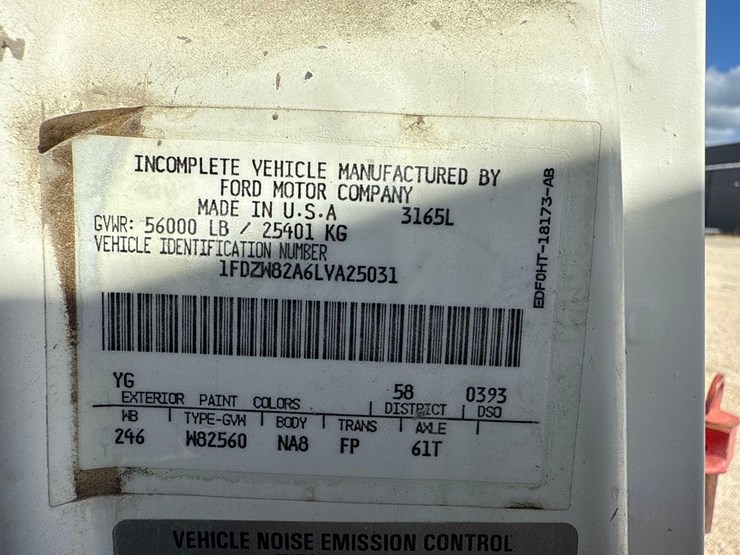 INCOMPLETE VEHICLE MANUFACTURED BY
FORD MOTOR COMPANY
MADE IN U.S.A 3165L
GVWR: 56000 LB / 25401 KG
VEHICLE IDENTIFICATION NUMBER
1FDZW82A6LVA25031
EDF0HT-18173-AB
YG 58 0393
EXTERIOR PAINT COLORS DISTRICT DSO
WB TYPE-GVW BODY TRANS AXLE
246 W82560 NA8 FP 61T
VEHICLE NOISE EMISSION CONTROL